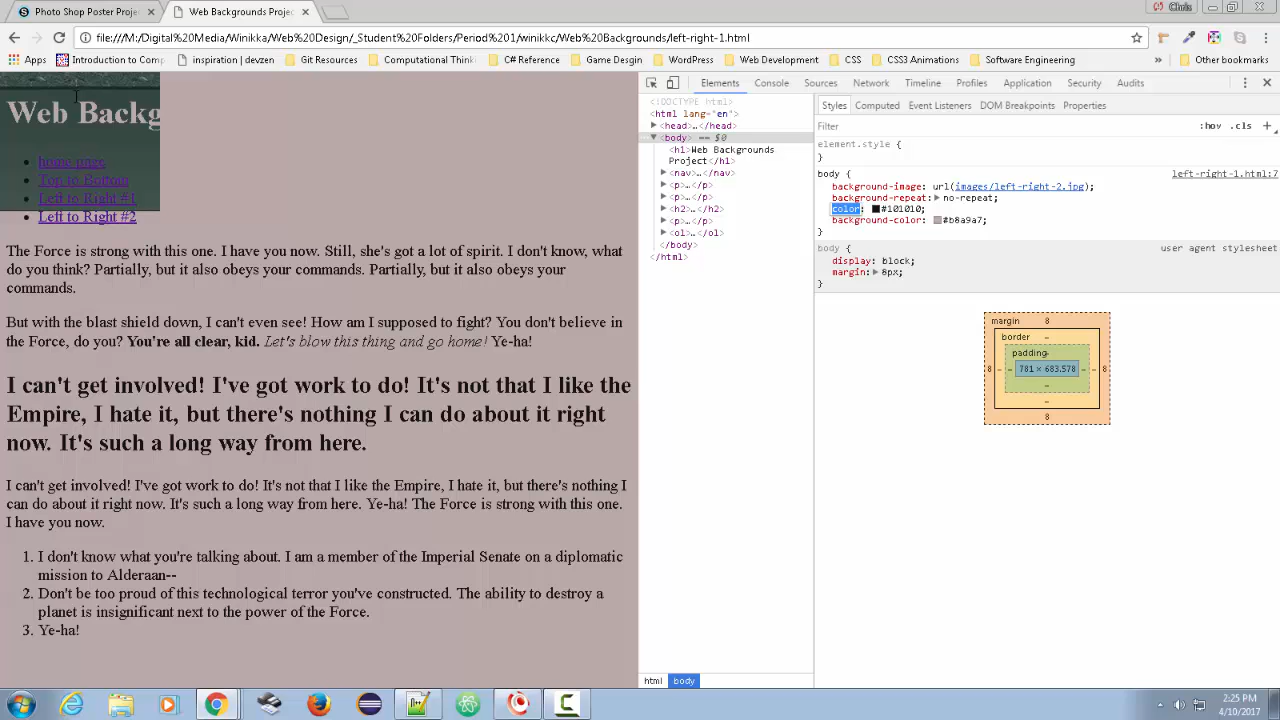 Photo Shop Poster Proje
Web Backgrounds Projec
Chris
file:///M:/Digital%20Media/Winikka/Web%20Design/_Student%20Folders/Period%201/winikkc/Web%20Backgrounds/left-right-1.html
Apps
Introduction to Comp
inspiration | devzen
Git Resources
Computational Think
C# Reference
Game Design
WordPress
Web Development
CSS
CSS3 Animations
Software Engineering
»
Other bookmarks
Web Backg
• home page
• Top to Bottom
• Left to Right #1
• Left to Right #2
The Force is strong with this one. I have you now. Still, she's got a lot of spirit. I don't know, what
do you think? Partially, but it also obeys your commands. Partially, but it also obeys your
commands.
But with the blast shield down, I can't even see! How am I supposed to fight? You don't believe in
the Force, do you? You're all clear, kid. Let's blow this thing and go home! Ye-ha!
I can't get involved! I've got work to do! It's not that I like the
Empire, I hate it, but there's nothing I can do about it right
now. It's such a long way from here.
I can't get involved! I've got work to do! It's not that I like the Empire, I hate it, but there's nothing I
can do about it right now. It's such a long way from here. Ye-ha! The Force is strong with this one.
I have you now.
1. I don't know what you're talking about. I am a member of the Imperial Senate on a diplomatic
mission to Alderaan--
2. Don't be too proud of this technological terror you've constructed. The ability to destroy a
planet is insignificant next to the power of the Force.
3. Ye-ha!
Elements
Console
Sources
Network
Timeline
Profiles
Application
Security
Audits
<!DOCTYPE html>
<html lang="en">
<head>…</head>
<body> == $0
<h1>Web Backgrounds
Project</h1>
<nav>…</nav>
<p>…</p>
<p>…</p>
<h2>…</h2>
<p>…</p>
<ol>…</ol>
</body>
</html>
html
body
Styles
Computed
Event Listeners
DOM Breakpoints
Properties
Filter
:hov
.cls
+
element.style {
}
body {
left-right-1.html:7
background-image: url(images/left-right-2.jpg);
background-repeat: no-repeat;
color: #101010;
background-color: #b8a9a7;
}
body {
user agent stylesheet
display: block;
margin: 8px;
}
margin
8
border
–
padding
–
8
–
–
781 × 683.578
–
–
8
–
–
8
2:25 PM
4/10/2017